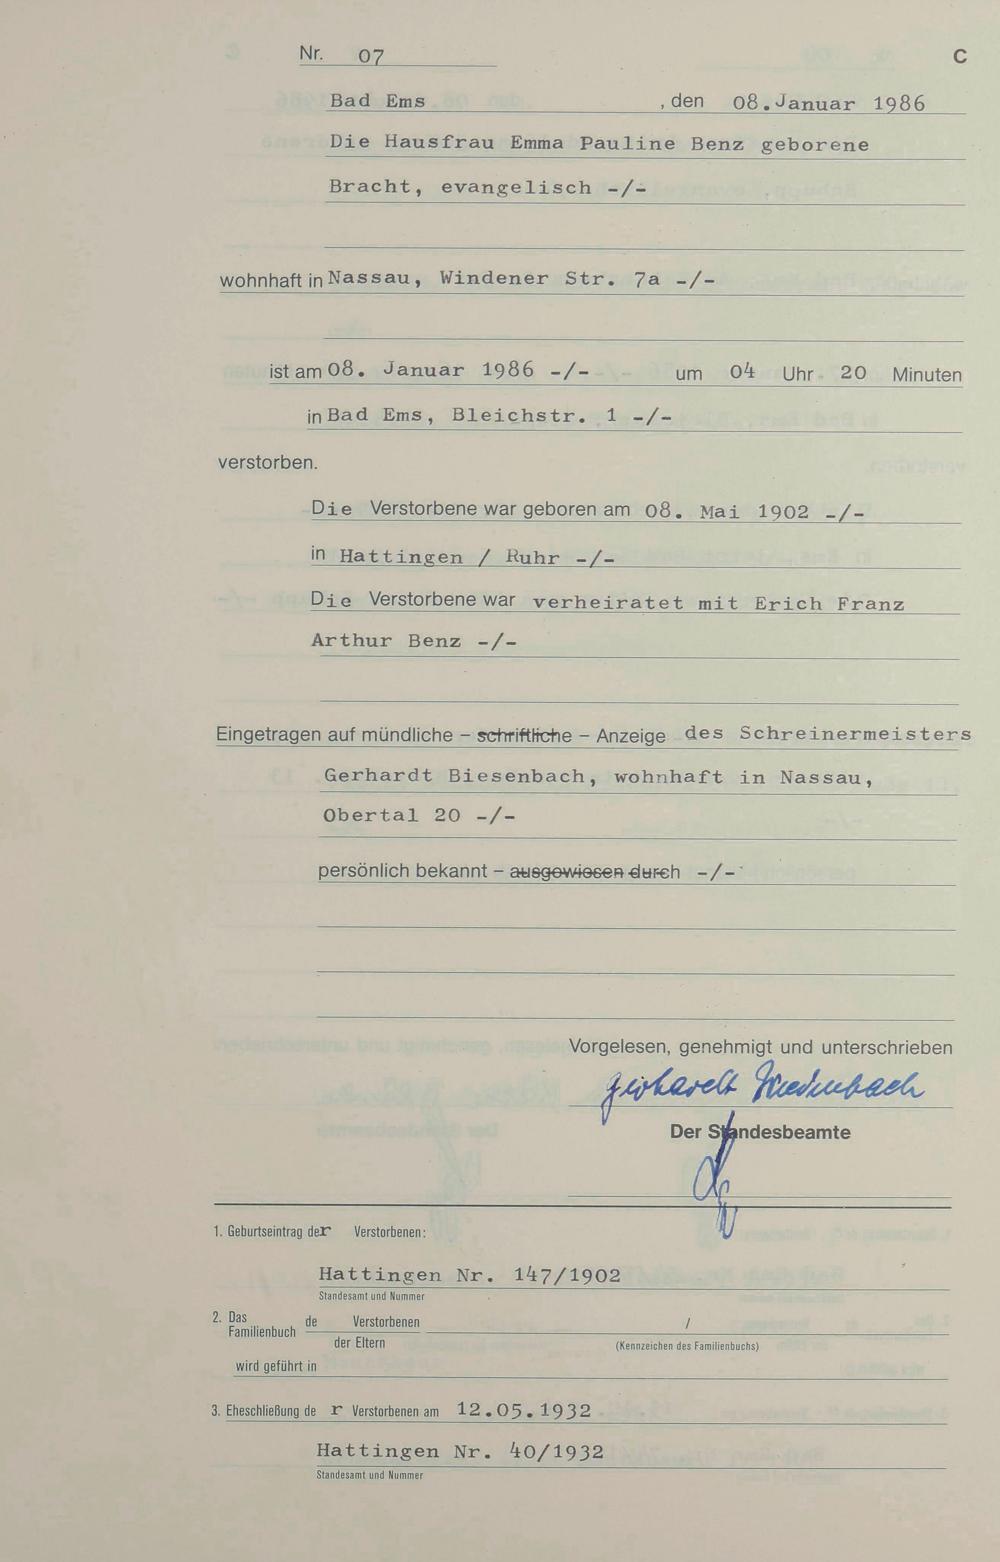 Nr. 07 C
Bad Ems , den 08.Januar 1986
Die Hausfrau Emma Pauline Benz geborene
Bracht, evangelisch -/-
wohnhaft in Nassau, Windener Str. 7a -/-
ist am 08. Januar 1986 -/- um 04 Uhr 20 Minuten
in Bad Ems, Bleichstr. 1 -/-
verstorben.
Die Verstorbene war geboren am 08. Mai 1902 -/-
in Hattingen / Ruhr -/-
Die Verstorbene war verheiratet mit Erich Franz
Arthur Benz -/-
Eingetragen auf mündliche – schriftliche – Anzeige des Schreinermeisters
Gerhardt Biesenbach, wohnhaft in Nassau,
Obertal 20 -/-
persönlich bekannt – ausgewiesen durch -/-
Vorgelesen, genehmigt und unterschrieben
Gerhardt Biesenbach
Der Standesbeamte
1. Geburtseintrag der Verstorbenen:
Hattingen Nr. 147/1902
Standesamt und Nummer
2. Das Familienbuch de Verstorbenen /
der Eltern (Kennzeichen des Familienbuchs)
wird geführt in
3. Eheschließung de r Verstorbenen am 12.05.1932
Hattingen Nr. 40/1932
Standesamt und Nummer